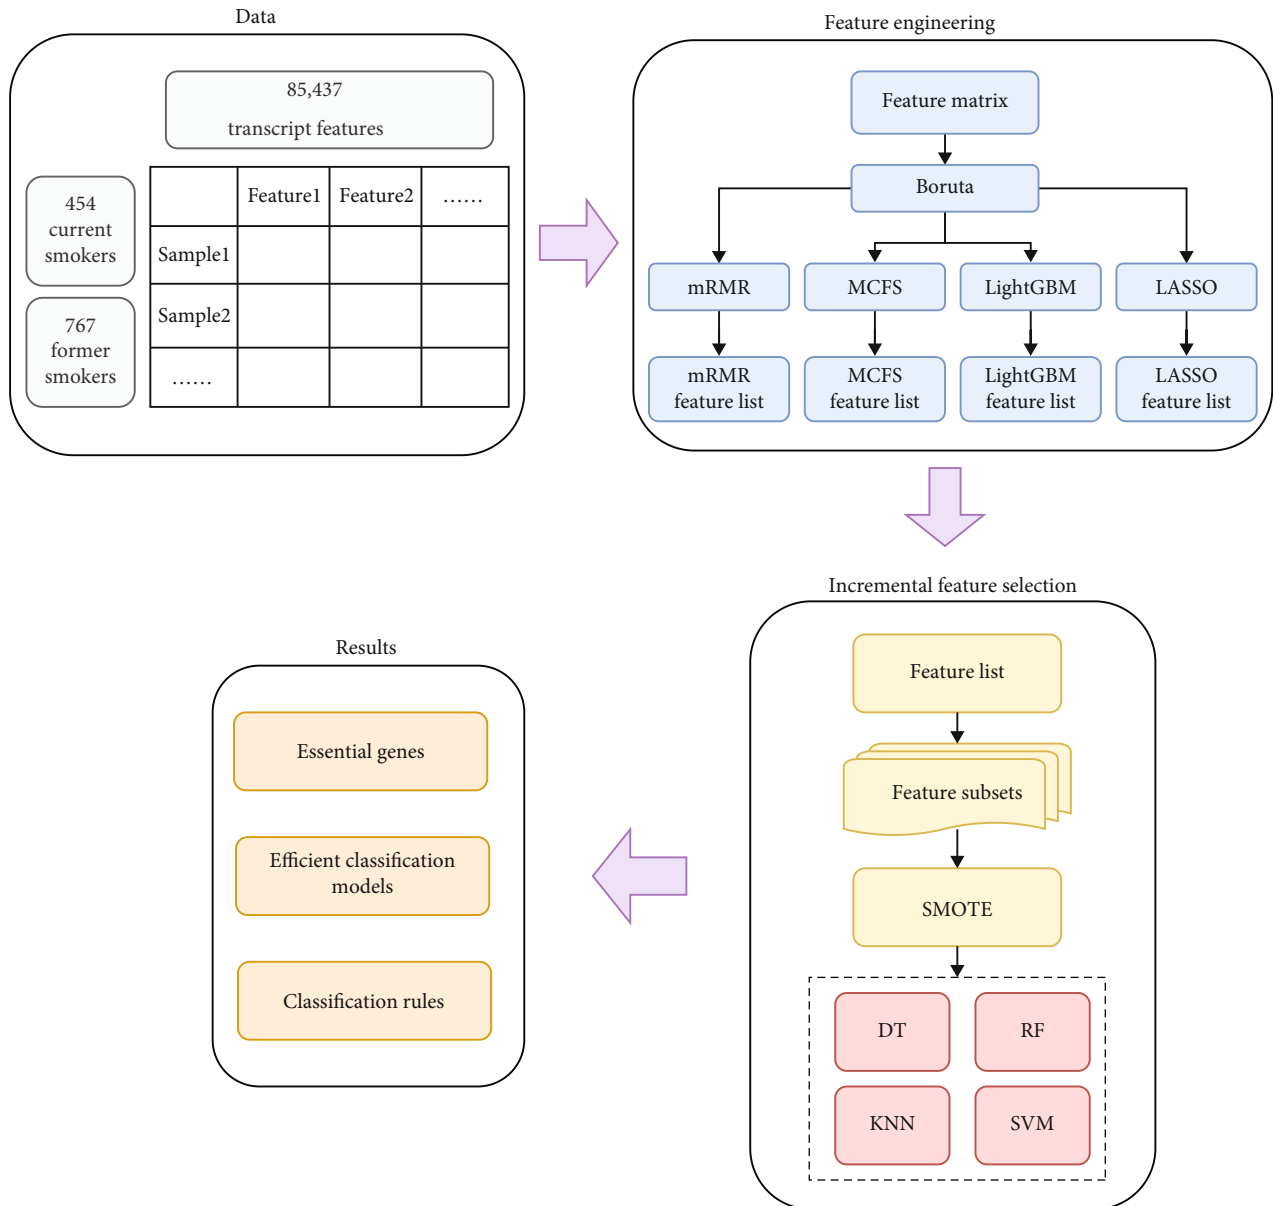 Data
85,437
transcript features
454
current
smokers
767
former
smokers
Feature1 Feature2 ......
Sample1
Sample2
......
Feature engineering
Feature matrix
Boruta
mRMR MCFS LightGBM LASSO
mRMR
feature list
MCFS
feature list
LightGBM
feature list
LASSO
feature list
Incremental feature selection
Feature list
Feature subsets
SMOTE
DT RF
KNN SVM
Results
Essential genes
Efficient classification
models
Classification rules